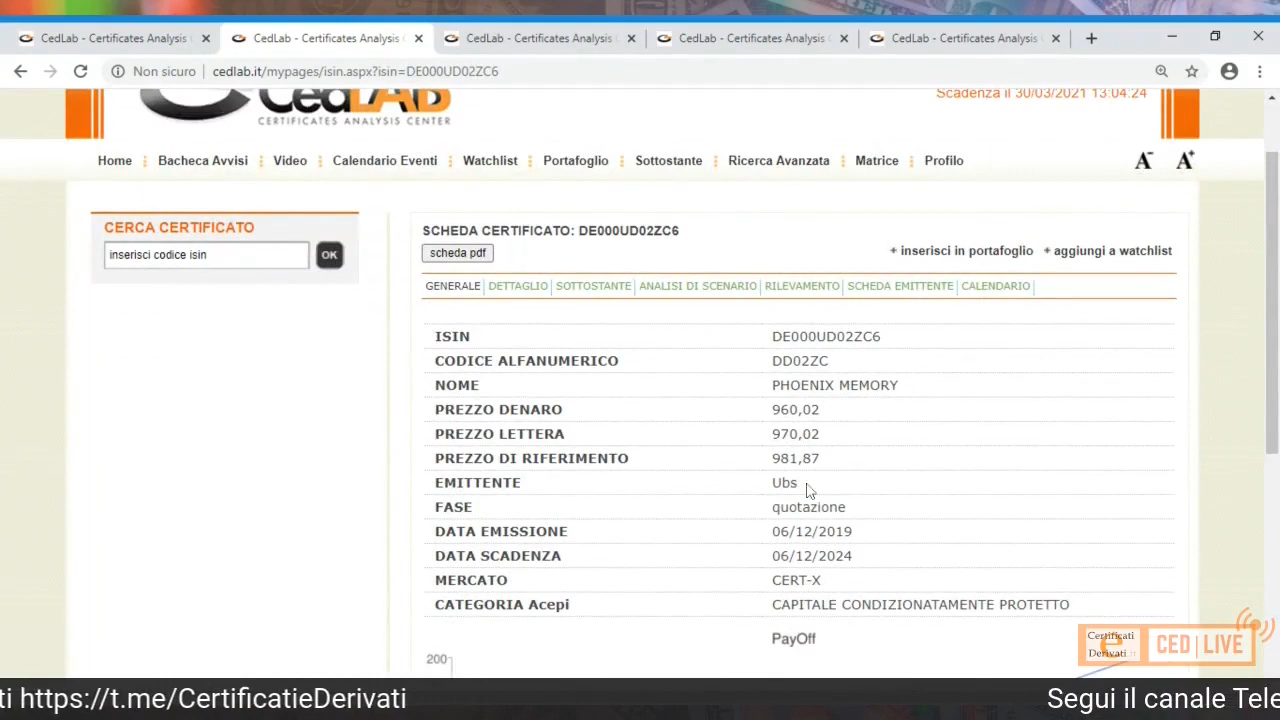 CedLab - Certificates Analysis
CedLab - Certificates Analysis
CedLab - Certificates Analysis
CedLab - Certificates Analysis
CedLab - Certificates Analysis
Non sicuro | cedlab.it/mypages/isin.aspx?isin=DE000UD02ZC6
CedLAB
CERTIFICATES ANALYSIS CENTER
Scadenza il 30/03/2021 13:04:24
Home Bacheca Avvisi Video Calendario Eventi Watchlist Portafoglio Sottostante Ricerca Avanzata Matrice Profilo
A- A+
CERCA CERTIFICATO
inserisci codice isin OK
SCHEDA CERTIFICATO: DE000UD02ZC6
scheda pdf
+ inserisci in portafoglio + aggiungi a watchlist
GENERALE DETTAGLIO SOTTOSTANTE ANALISI DI SCENARIO RILEVAMENTO SCHEDA EMITTENTE CALENDARIO
ISIN DE000UD02ZC6
CODICE ALFANUMERICO DD02ZC
NOME PHOENIX MEMORY
PREZZO DENARO 960,02
PREZZO LETTERA 970,02
PREZZO DI RIFERIMENTO 981,87
EMITTENTE Ubs
FASE quotazione
DATA EMISSIONE 06/12/2019
DATA SCADENZA 06/12/2024
MERCATO CERT-X
CATEGORIA Acepi CAPITALE CONDIZIONATAMENTE PROTETTO
PayOff
200
Certificati
e
Derivati.it
CED|LIVE
ti https://t.me/CertificatieDerivati
Segui il canale Tele